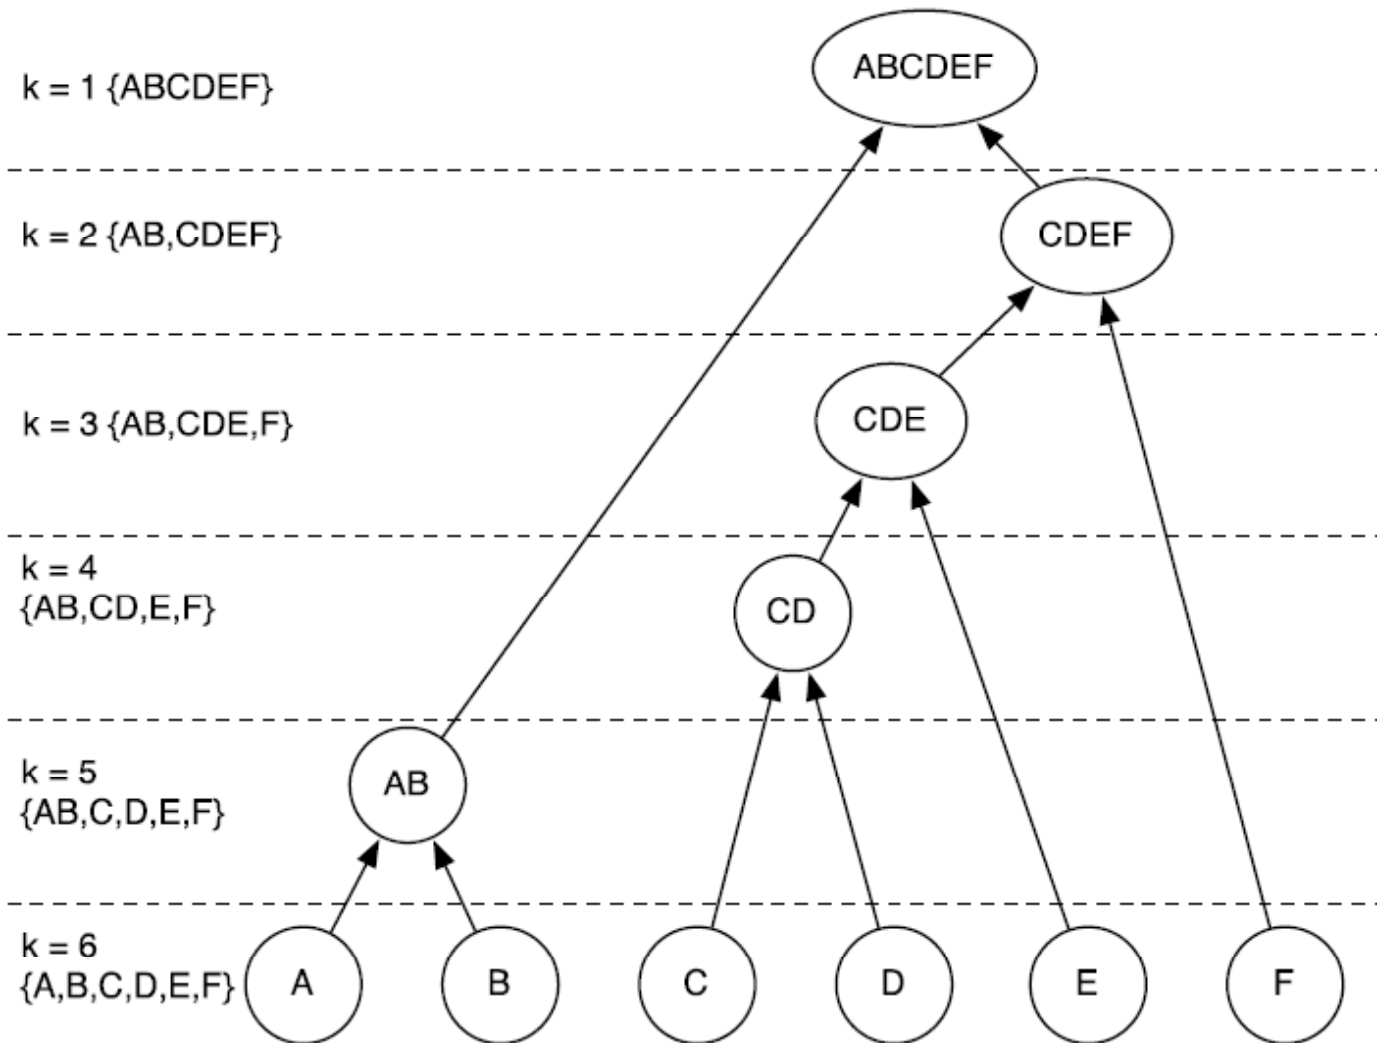 ABCDEF
k = 1 {ABCDEF}
k = 2 {AB,CDEF}
CDEF
k = 3 {AB,CDE,F}
CDE
k = 4
{AB,CD,E,F}
CD
k = 5
{AB,C,D,E,F}
AB
k = 6
{A,B,C,D,E,F}
A
B
C
D
E
F